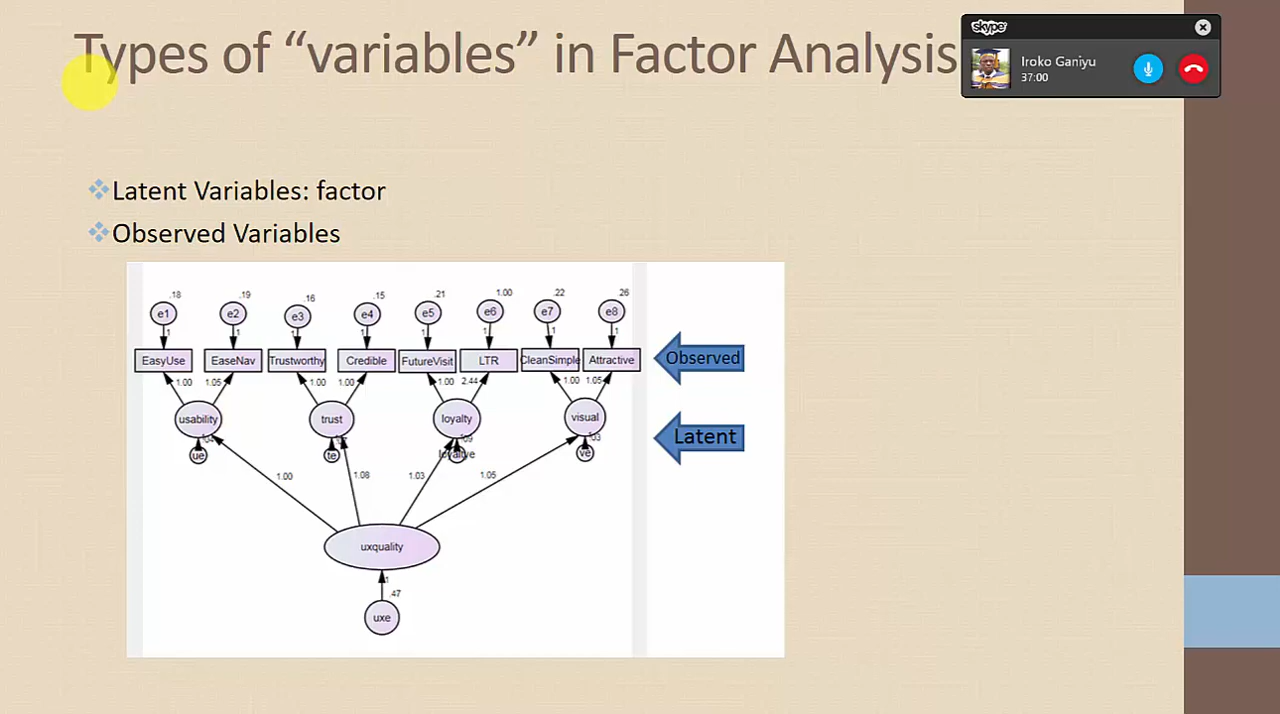 Types of “variables” in Factor Analysis
skype
Iroko Ganiyu
37:00
Latent Variables: factor
Observed Variables
.18 .19 .16 .15 .21 1.00 .22 .26
e1 e2 e3 e4 e5 e6 e7 e8
1 1 1 1 1 1 1 1
EasyUse EaseNav Trustworthy Credible FutureVisit LTR CleanSimple Attractive
Observed
1.00 1.05 1.00 1.00 1.00 2.44 1.00 1.05
usability trust loyalty visual
Latent
ue te loyaltye ve
1.00 1.08 1.03 1.05
uxquality
1
.47
uxe